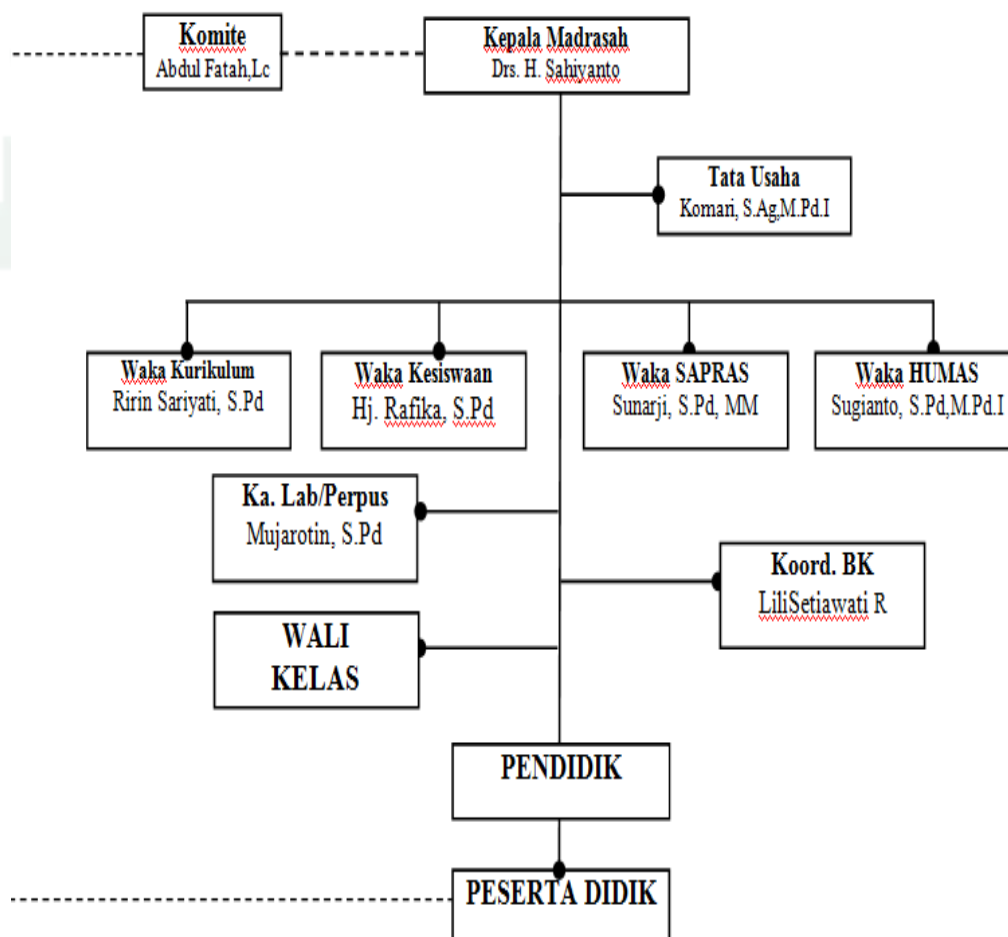 Komite
Abdul Fatah,Lc
Kepala Madrasah
Drs. H. Sahiyanto
Tata Usaha
Komari, S.Ag,M.Pd.I
Waka Kurikulum
Ririn Sariyati, S.Pd
Waka Kesiswaan
Hj. Rafika, S.Pd
Waka SAPRAS
Sunarji, S.Pd, MM
Waka HUMAS
Sugianto, S.Pd,M.Pd.I
Ka. Lab/Perpus
Mujarotin, S.Pd
Koord. BK
LiliSetiawati R
WALI
KELAS
PENDIDIK
PESERTA DIDIK